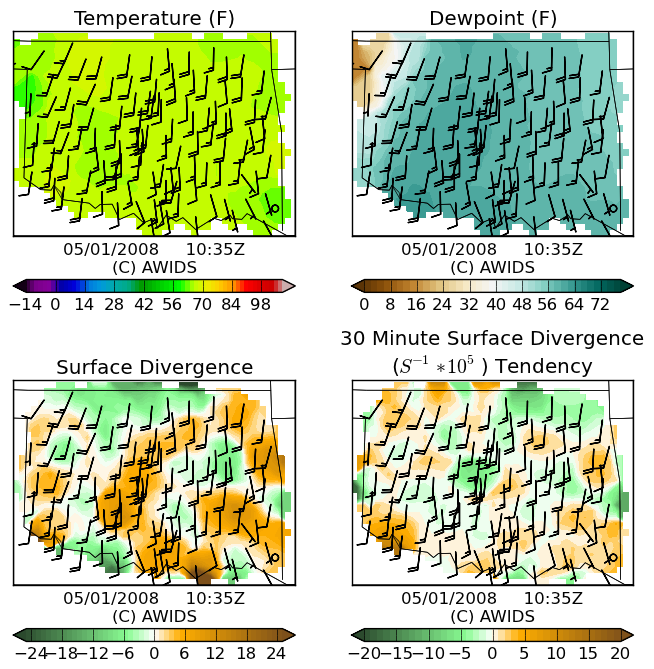 Temperature (F)
Dewpoint (F)
05/01/2008 10:35Z
(C) AWIDS
05/01/2008 10:35Z
(C) AWIDS
−14 0 14 28 42 56 70 84 98
0 8 16 24 32 40 48 56 64 72
Surface Divergence
30 Minute Surface Divergence
(S⁻¹ *10⁵ ) Tendency
05/01/2008 10:35Z
(C) AWIDS
05/01/2008 10:35Z
(C) AWIDS
−24 −18 −12 −6 0 6 12 18 24
−20 −15 −10 −5 0 5 10 15 20